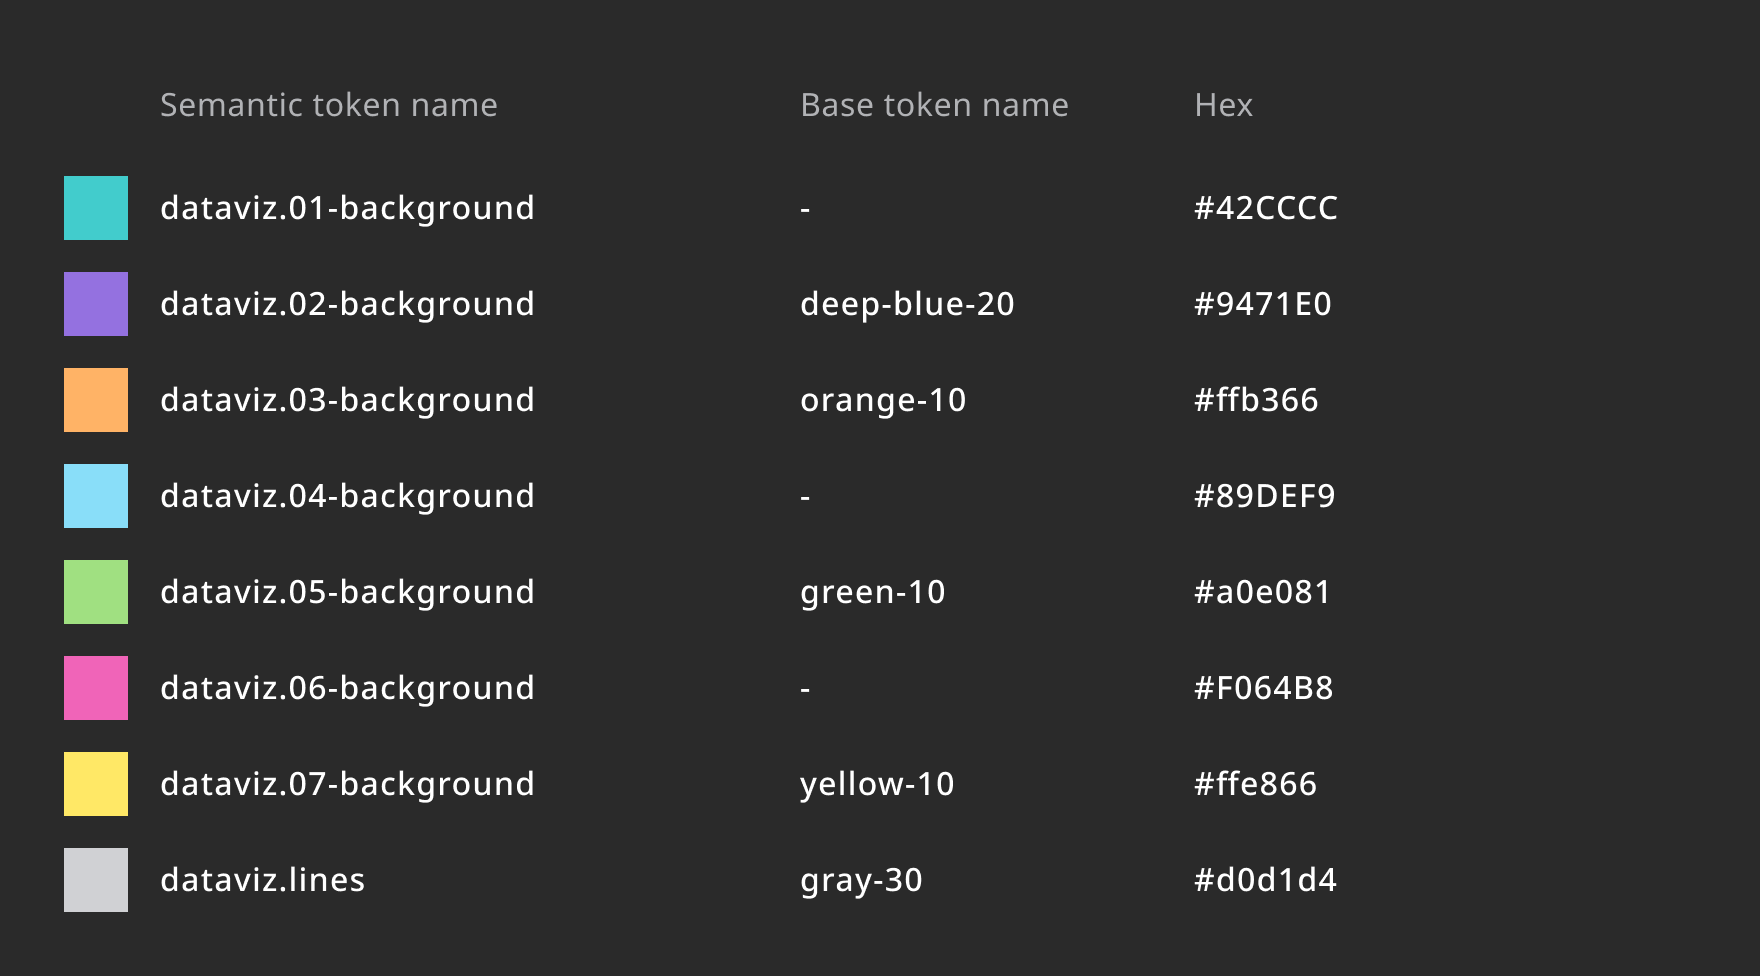 Semantic token name Base token name Hex
dataviz.01-background - #42CCCC
dataviz.02-background deep-blue-20 #9471E0
dataviz.03-background orange-10 #ffb366
dataviz.04-background - #89DEF9
dataviz.05-background green-10 #a0e081
dataviz.06-background - #F064B8
dataviz.07-background yellow-10 #ffe866
dataviz.lines gray-30 #d0d1d4